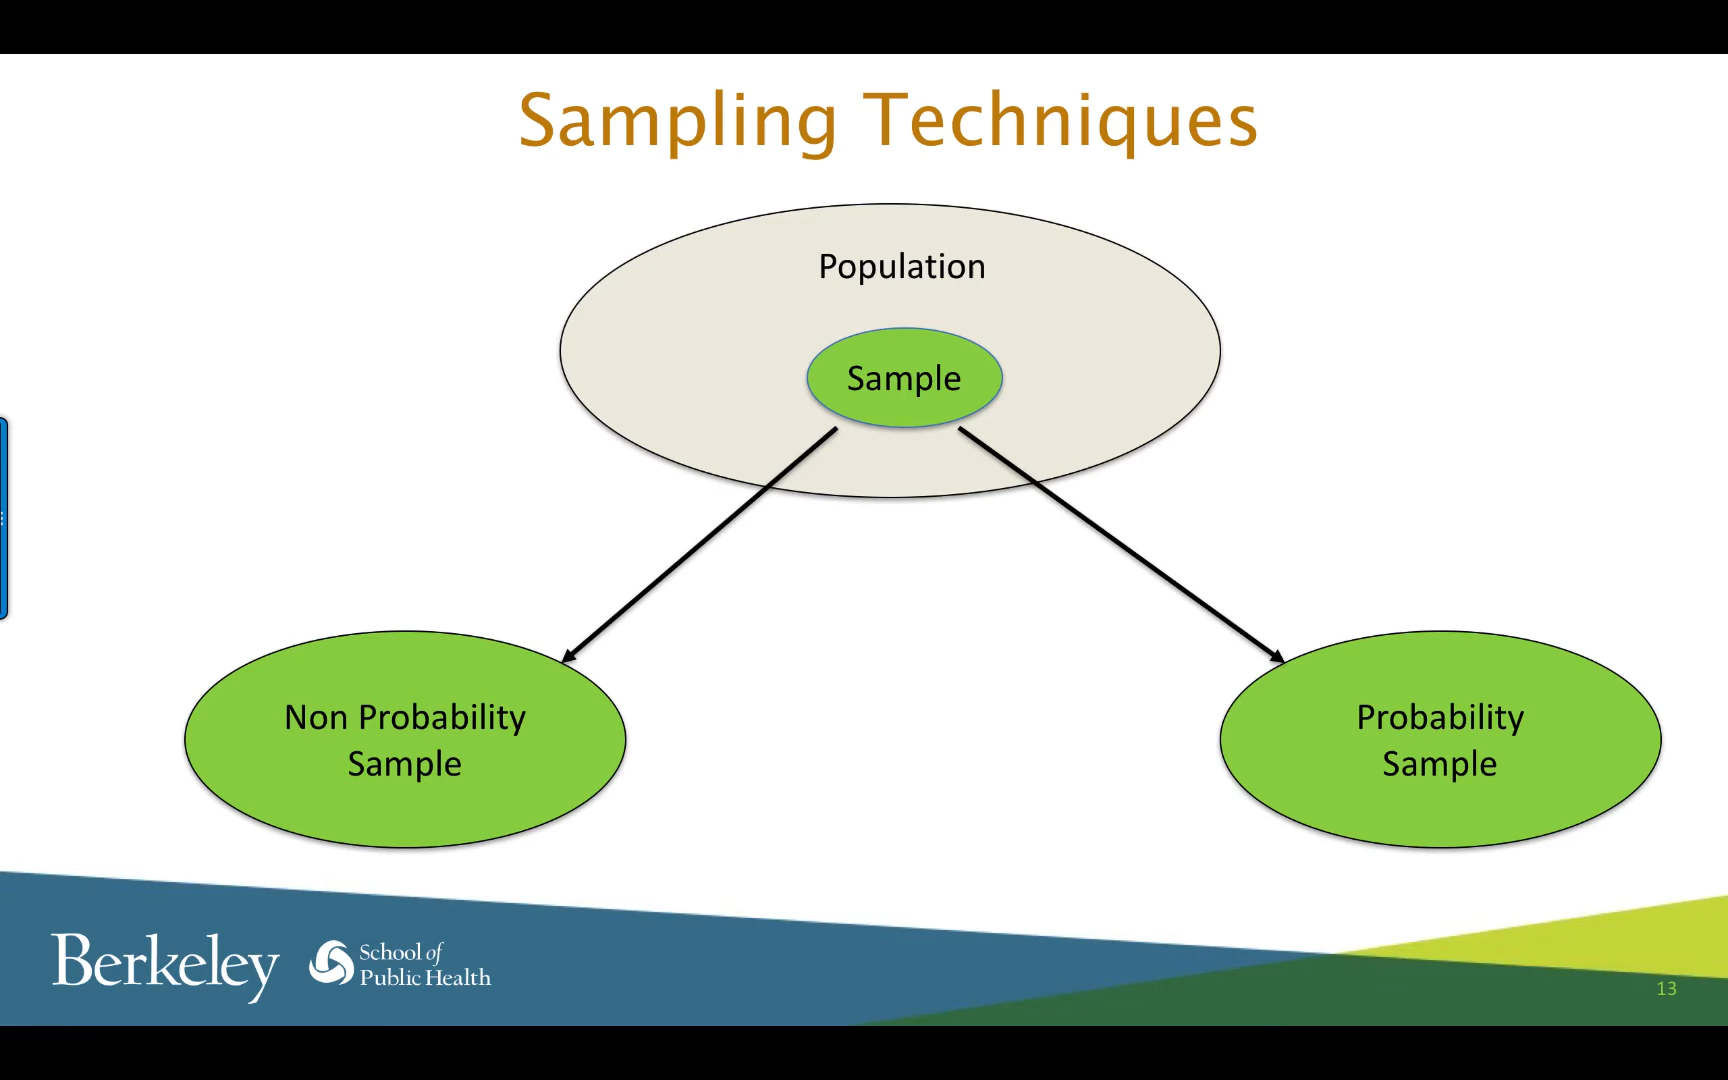 Sampling Techniques
Population
Sample
Non Probability
Sample
Probability
Sample
Berkeley
School of
Public Health
13